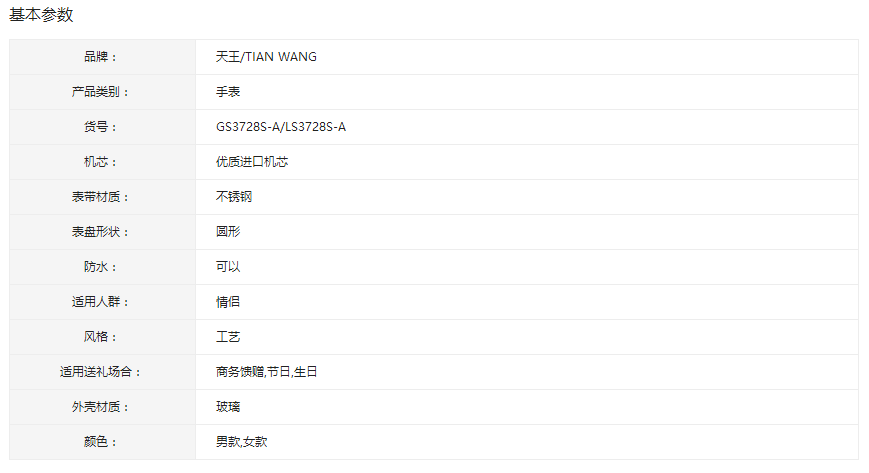 基本参数
品牌： 天王/TIAN WANG
产品类别： 手表
货号： GS3728S-A/LS3728S-A
机芯： 优质进口机芯
表带材质： 不锈钢
表盘形状： 圆形
防水： 可以
适用人群： 情侣
风格： 工艺
适用送礼场合： 商务馈赠,节日,生日
外壳材质： 玻璃
颜色： 男款,女款